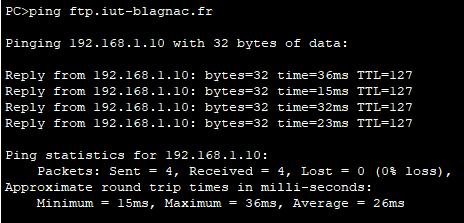 PC>ping ftp.iut-blagnac.fr
Pinging 192.168.1.10 with 32 bytes of data:
Reply from 192.168.1.10: bytes=32 time=36ms TTL=127
Reply from 192.168.1.10: bytes=32 time=15ms TTL=127
Reply from 192.168.1.10: bytes=32 time=32ms TTL=127
Reply from 192.168.1.10: bytes=32 time=23ms TTL=127
Ping statistics for 192.168.1.10:
Packets: Sent = 4, Received = 4, Lost = 0 (0% loss),
Approximate round trip times in milli-seconds:
Minimum = 15ms, Maximum = 36ms, Average = 26ms